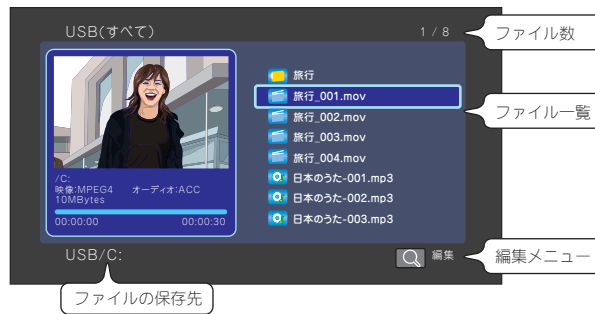 USB(すべて)
1 / 8
ファイル数
旅行
旅行_001.mov
ファイル一覧
旅行_002.mov
旅行_003.mov
旅行_004.mov
日本のうた-001.mp3
日本のうた-002.mp3
日本のうた-003.mp3
/C:
映像:MPEG4 オーディオ:ACC
10MBytes
00:00:00 00:00:30
USB/C:
編集
編集メニュー
ファイルの保存先